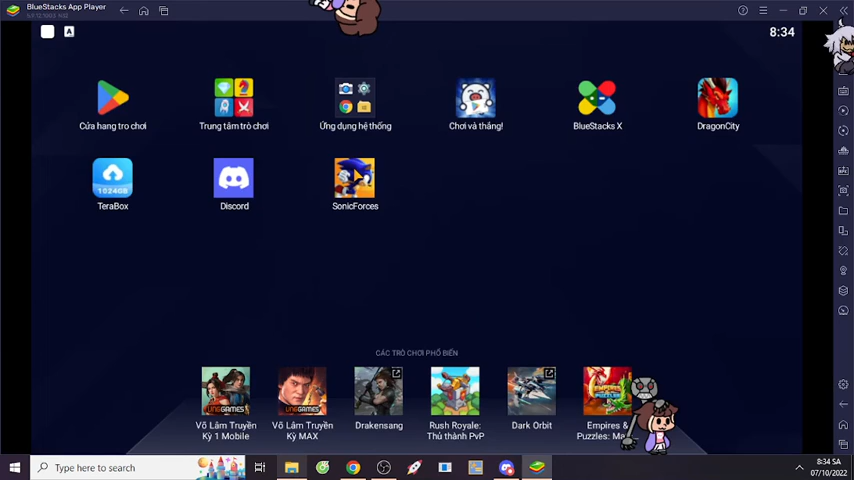 BlueStacks App Player
8:34
Cửa hàng trò chơi
Trung tâm trò chơi
Ứng dụng hệ thống
Chơi và thắng!
BlueStacks X
DragonCity
1024GB
TeraBox
Discord
SonicForces
CÁC TRÒ CHƠI PHỔ BIẾN
UNGGAMES
UNGGAMES
Võ Lâm Truyền
Kỳ 1 Mobile
Võ Lâm Truyền
Kỳ MAX
Drakensang
Rush Royale:
Thủ thành PvP
Dark Orbit
Empires &
Puzzles: Ma
Type here to search
8:34 SA
07/10/2022